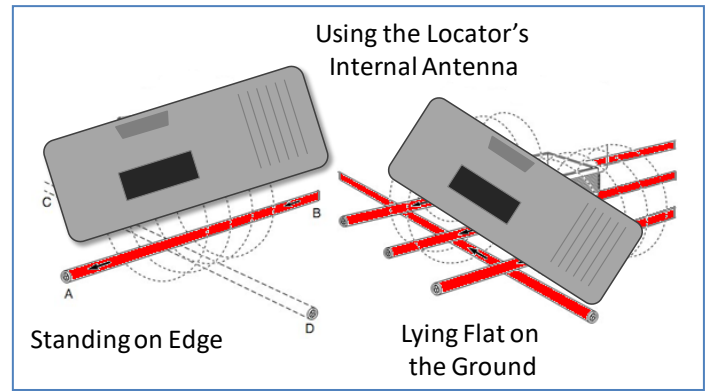 Using the Locator's
Internal Antenna
C
B
A
D
Standing on Edge
Lying Flat on
the Ground